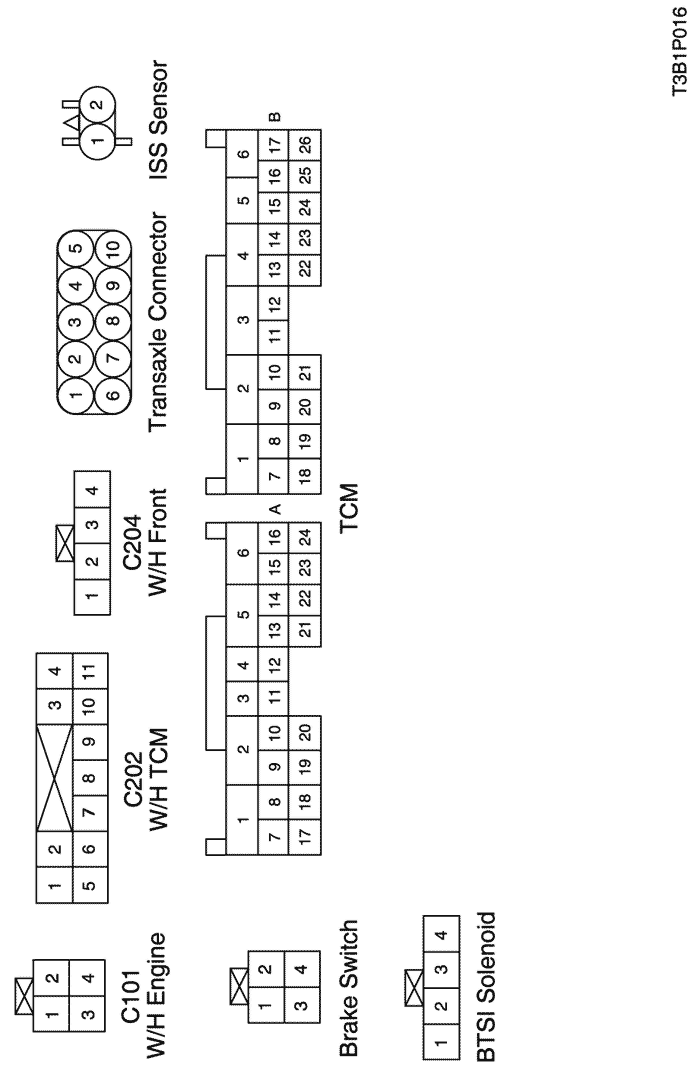 1 2
3 4
C101
W/H Engine
1 2 3 4
5 6 7 8 9 10 11
C202
W/H TCM
1 2 3 4
C204
W/H Front
1 2 3 4 5
6 7 8 9 10
Transaxle Connector
1 2
ISS Sensor
1 2
3 4
Brake Switch
1 2 3 4 5 6
7 8 9 10 11 12 13 14 15 16
17 18 19 20 21 22 23 24
A
1 2 3 4 5 6
7 8 9 10 11 12 13 14 15 16 17
18 19 20 21 22 23 24 25 26
B
TCM
1 2 3 4
BTSI Solenoid
T3B1P016